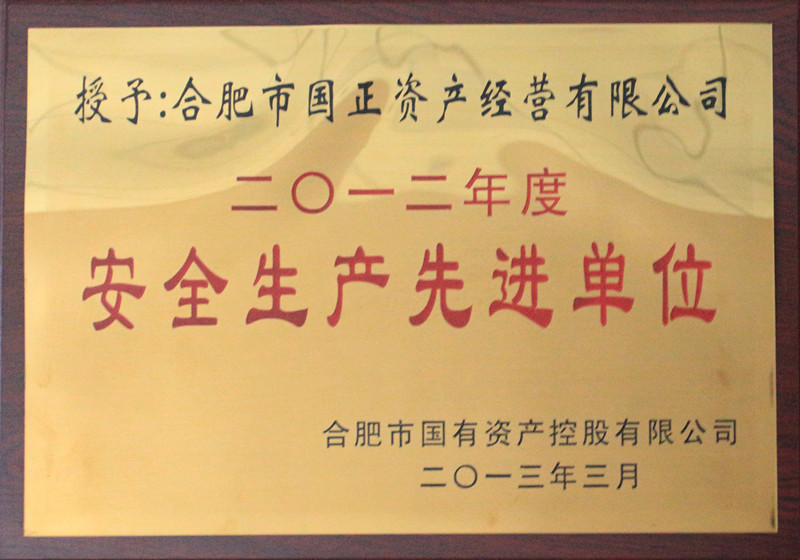 授予:合肥市国正资产经营有限公司
二〇一二年度
安全生产先进单位
合肥市国有资产控股有限公司
二〇一三年三月